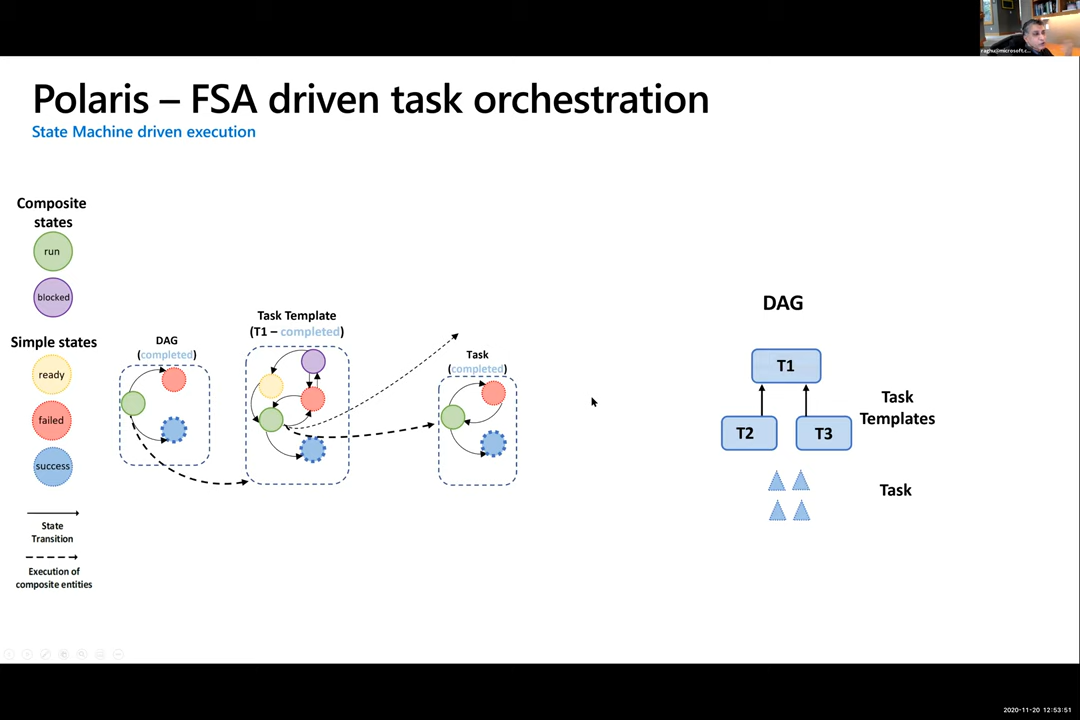 raghu@microsoft.c...
Polaris – FSA driven task orchestration
State Machine driven execution
Composite
states
run
blocked
Simple states
ready
failed
success
State
Transition
Execution of
composite entities
DAG
(completed)
Task Template
(T1 – completed)
Task
(completed)
DAG
T1
T2
T3
Task
Templates
Task
2020-11-20 12:53:51